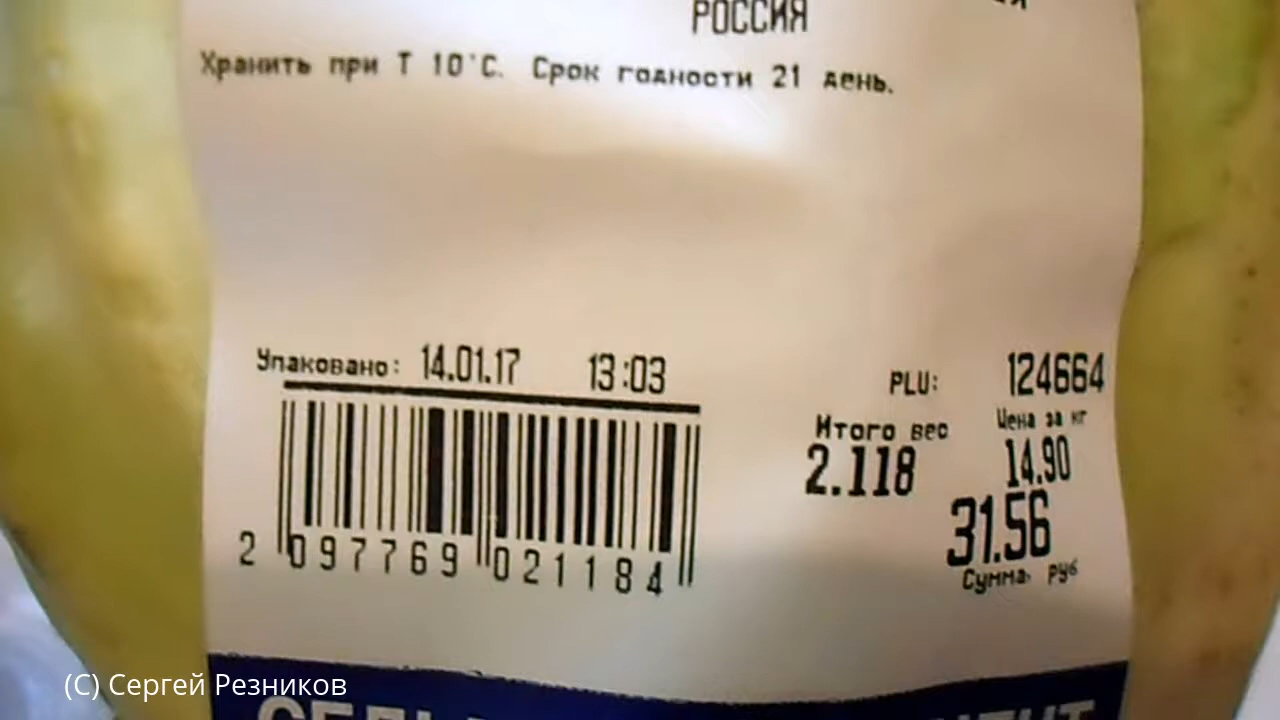 РОССИЯ
Хранить при Т 10°С. Срок годности 21 день.
Упаковано: 14.01.17 13:03
PLU: 124664
Итого вес Цена за кг
2.118 14.90
31.56
Сумма, руб
2 097769 021184
(С) Сергей Резников